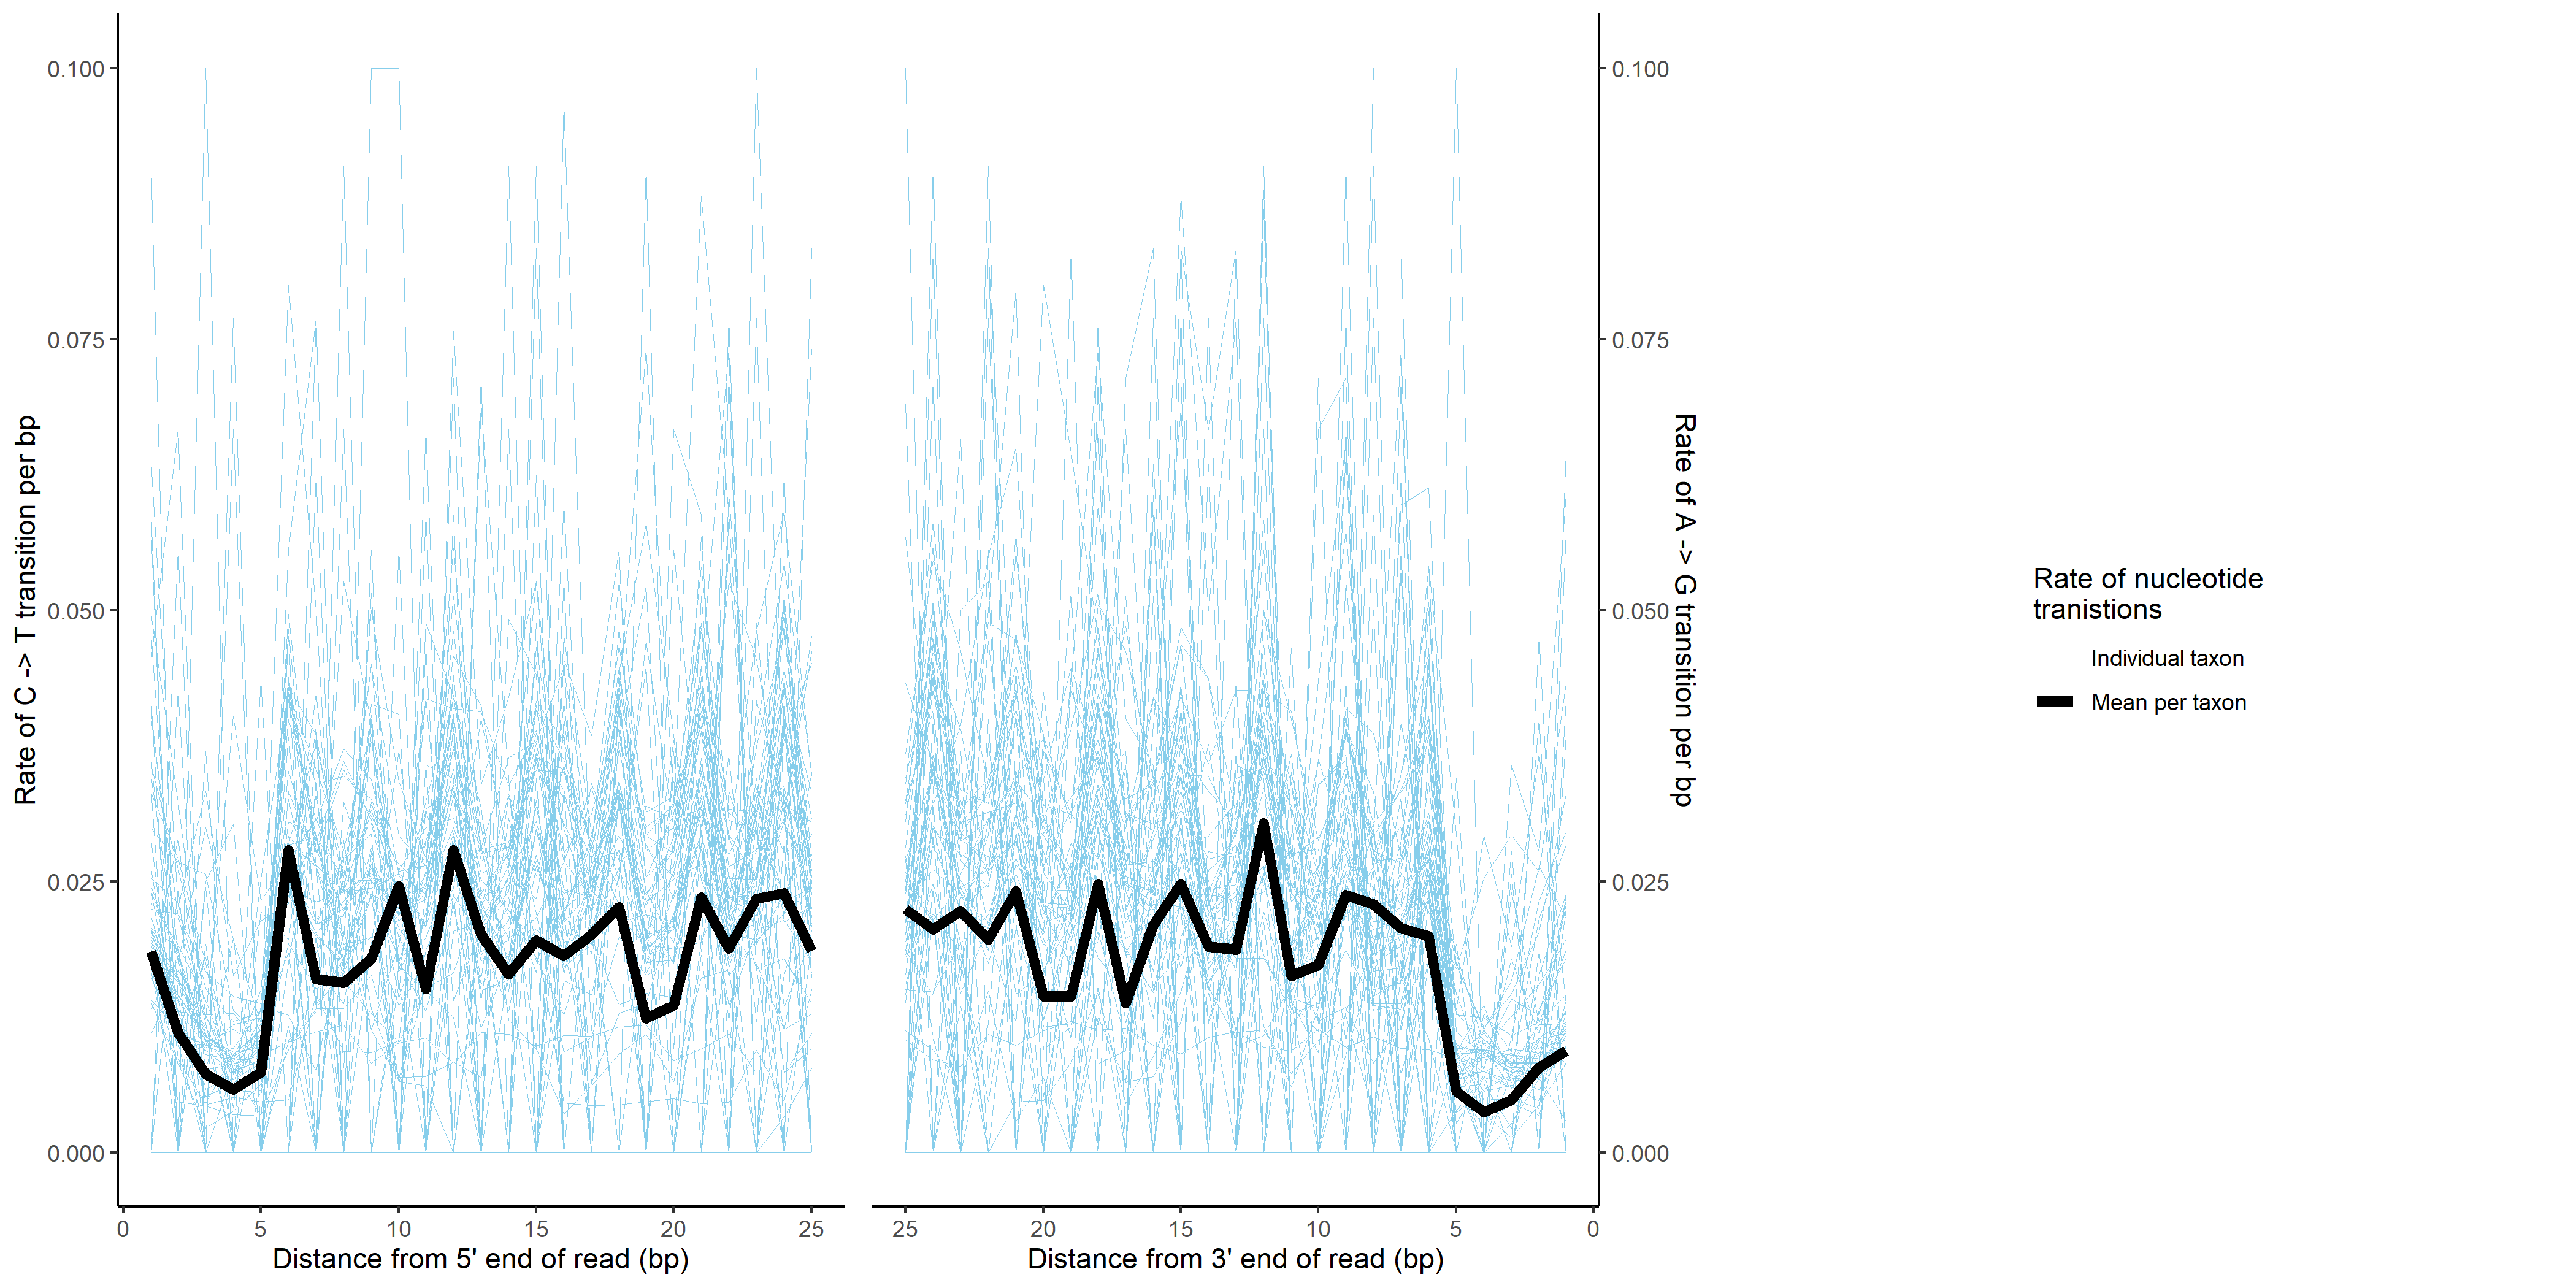 0.100
0.075
0.050
0.025
0.000
Rate of C -> T transition per bp
0 5 10 15 20 25
Distance from 5' end of read (bp)
25 20 15 10 5 0
Distance from 3' end of read (bp)
0.100
0.075
0.050
0.025
0.000
Rate of A -> G transition per bp
Rate of nucleotide
tranistions
Individual taxon
Mean per taxon